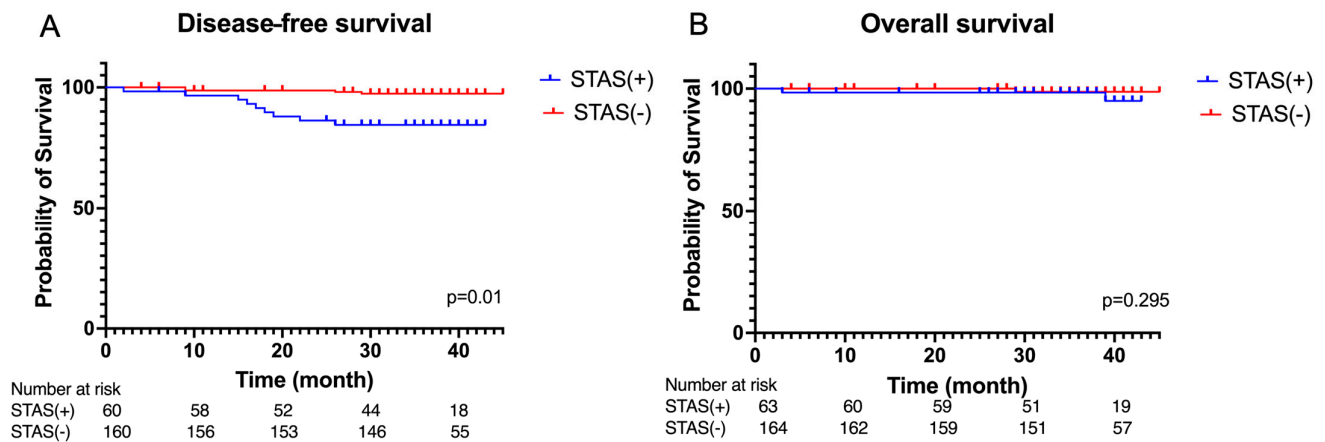 A
Disease-free survival
Probability of Survival
100
50
0
0 10 20 30 40
Time (month)
STAS(+)
STAS(-)
p=0.01
Number at risk
STAS(+) 60 58 52 44 18
STAS(-) 160 156 153 146 55
B
Overall survival
Probability of Survival
100
50
0
0 10 20 30 40
Time (month)
STAS(+)
STAS(-)
p=0.295
Number at risk
STAS(+) 63 60 59 51 19
STAS(-) 164 162 159 151 57